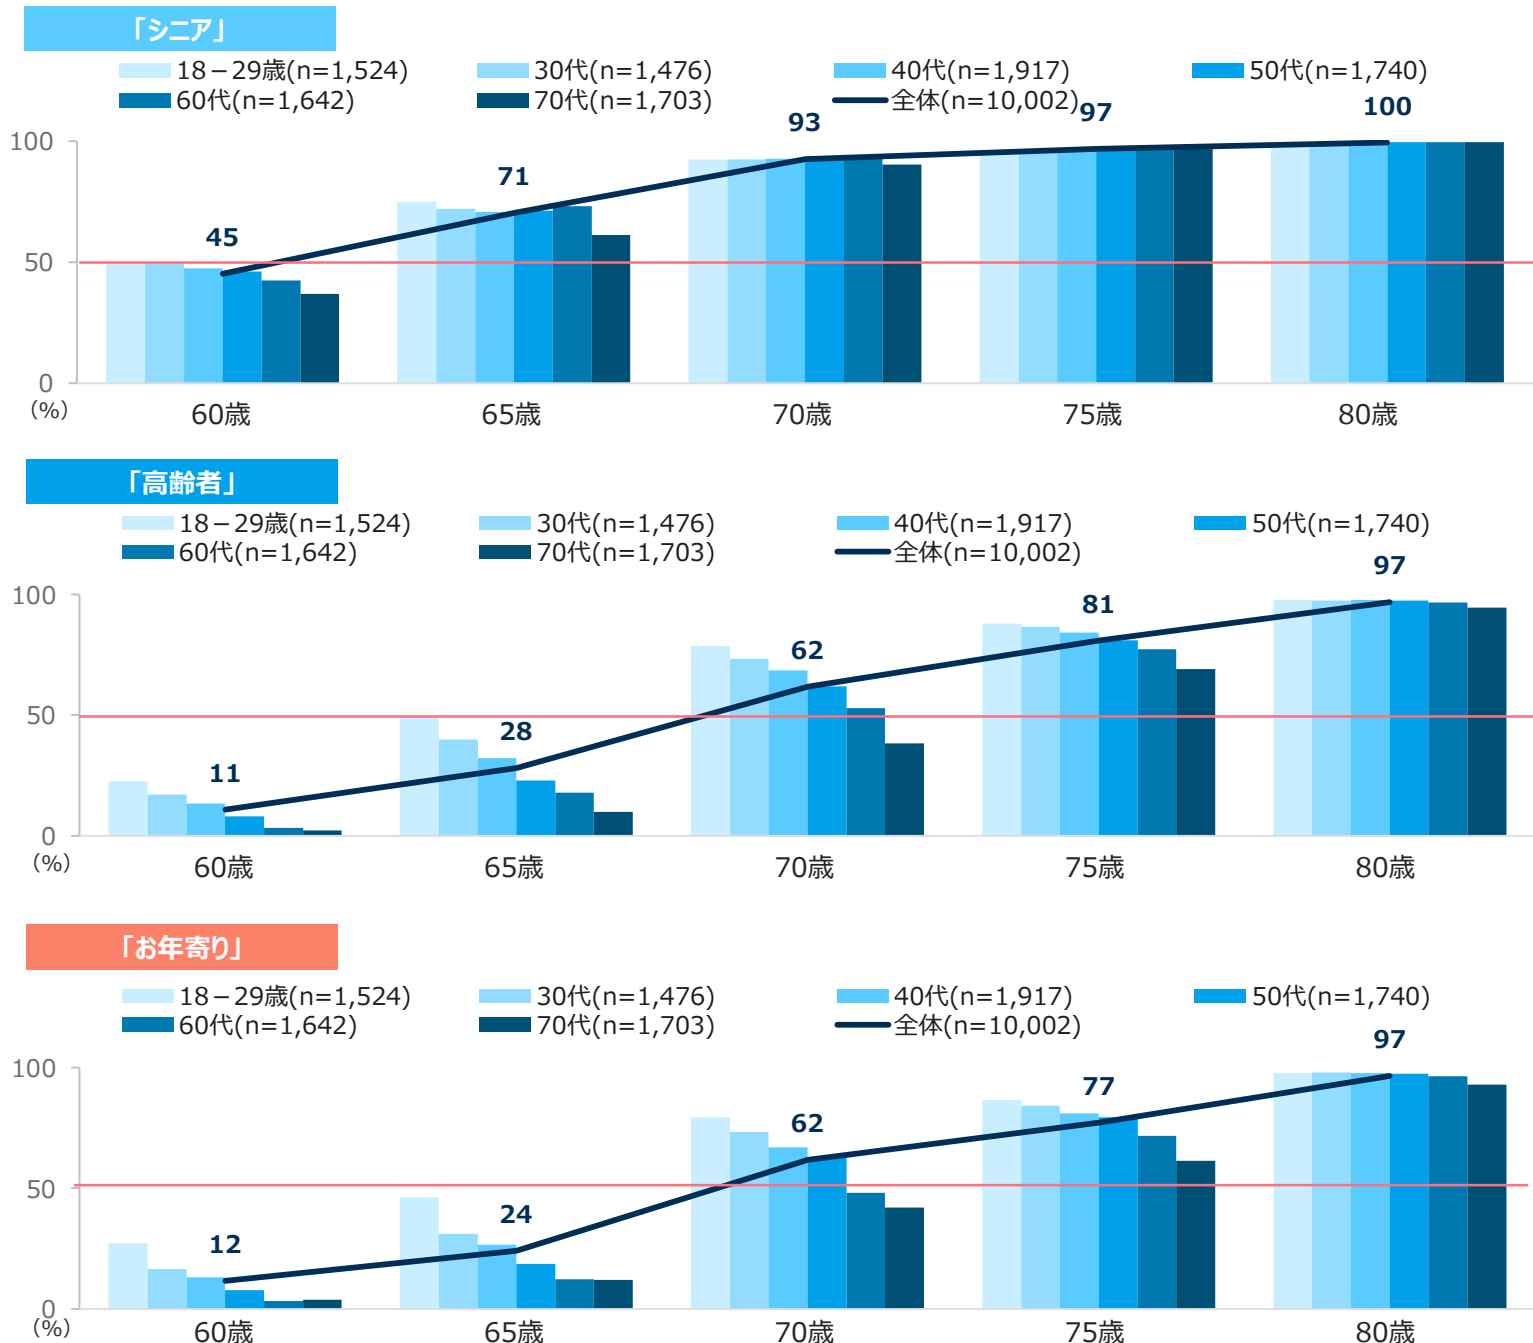 「シニア」
18－29歳(n=1,524) 30代(n=1,476) 40代(n=1,917) 50代(n=1,740)
60代(n=1,642) 70代(n=1,703) 全体(n=10,002)
45 71 93 97 100
100
50
0
(%)
60歳 65歳 70歳 75歳 80歳
「高齢者」
18－29歳(n=1,524) 30代(n=1,476) 40代(n=1,917) 50代(n=1,740)
60代(n=1,642) 70代(n=1,703) 全体(n=10,002)
11 28 62 81 97
100
50
0
(%)
60歳 65歳 70歳 75歳 80歳
「お年寄り」
18－29歳(n=1,524) 30代(n=1,476) 40代(n=1,917) 50代(n=1,740)
60代(n=1,642) 70代(n=1,703) 全体(n=10,002)
12 24 62 77 97
100
50
0
(%)
60歳 65歳 70歳 75歳 80歳